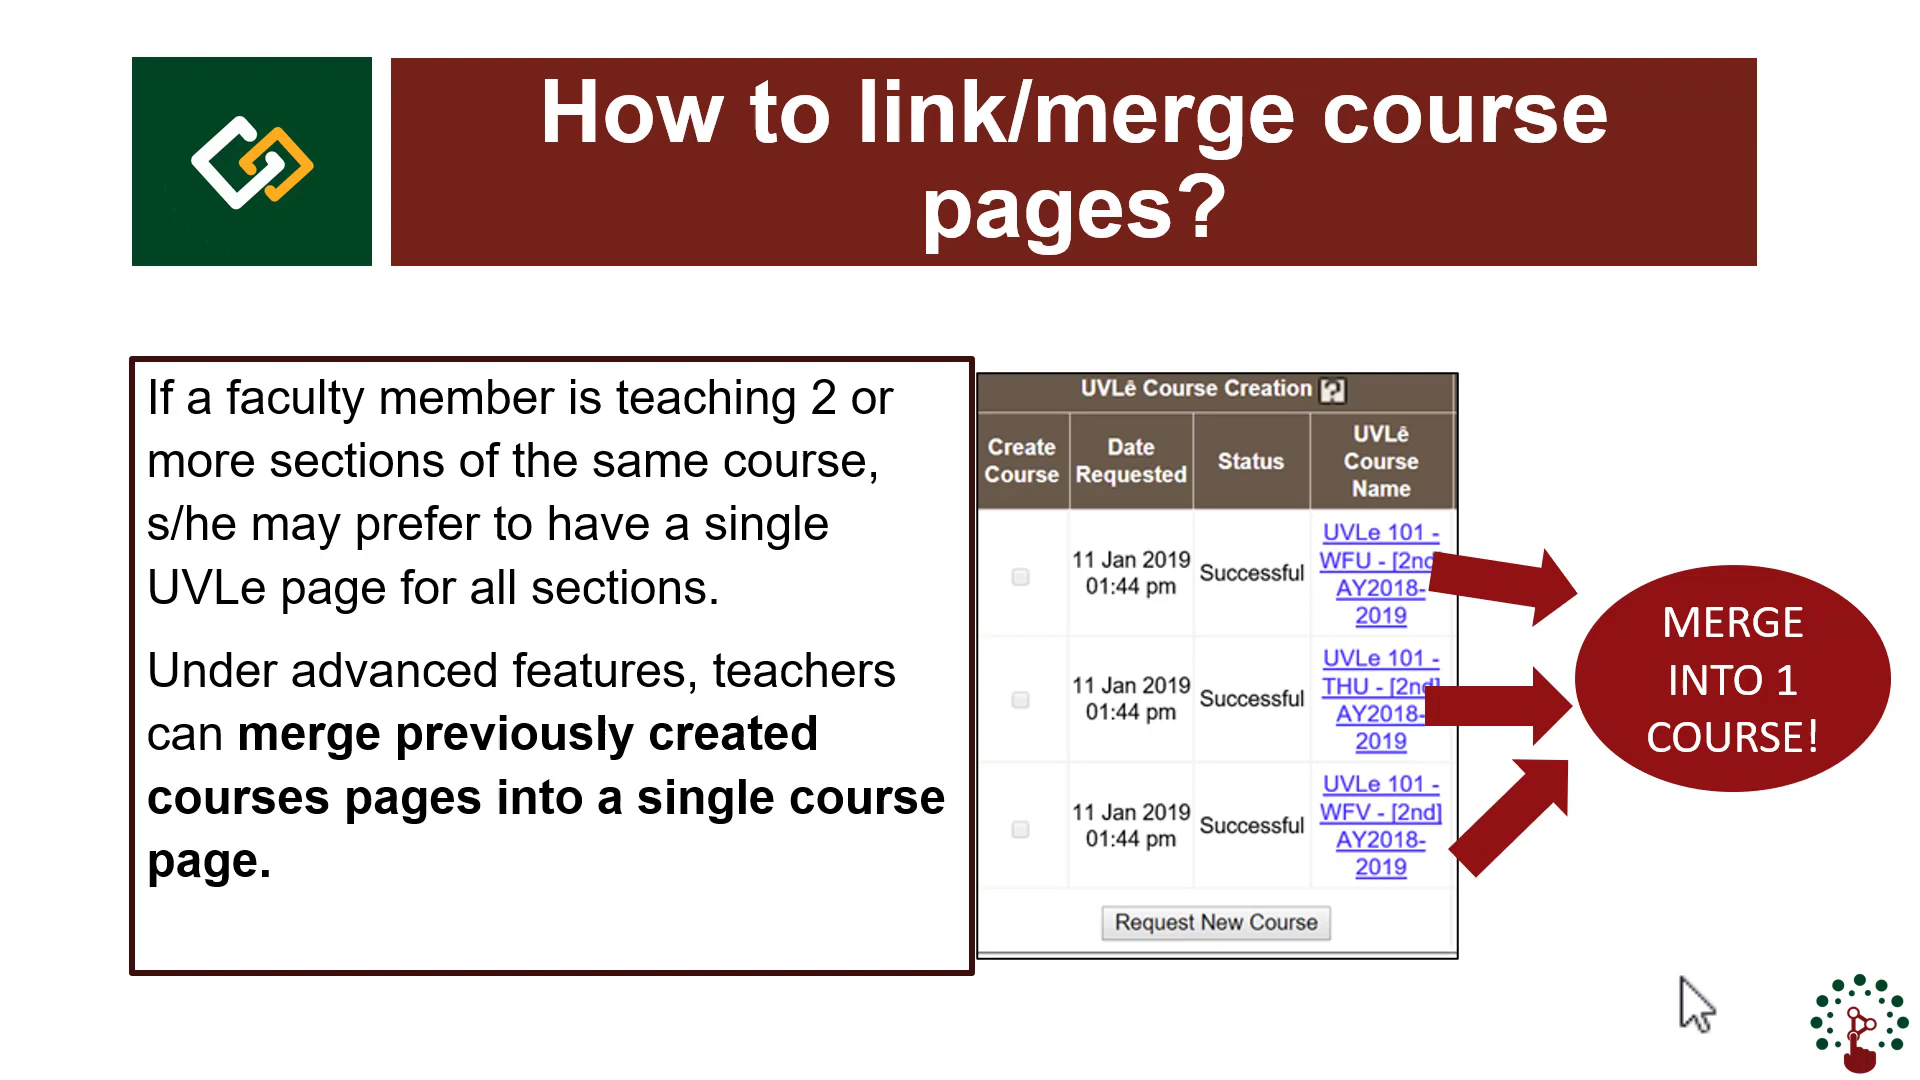 How to link/merge course
pages?
If a faculty member is teaching 2 or
more sections of the same course,
s/he may prefer to have a single
UVLe page for all sections.
Under advanced features, teachers
can merge previously created
courses pages into a single course
page.
UVLê Course Creation [?]
Create
Course
Date
Requested
Status
UVLê
Course
Name
11 Jan 2019
01:44 pm
Successful
UVLe 101 -
WFU - [2nd
AY2018-
2019
11 Jan 2019
01:44 pm
Successful
UVLe 101 -
THU - [2nd]
AY2018-
2019
11 Jan 2019
01:44 pm
Successful
UVLe 101 -
WFV - [2nd]
AY2018-
2019
Request New Course
MERGE
INTO 1
COURSE!